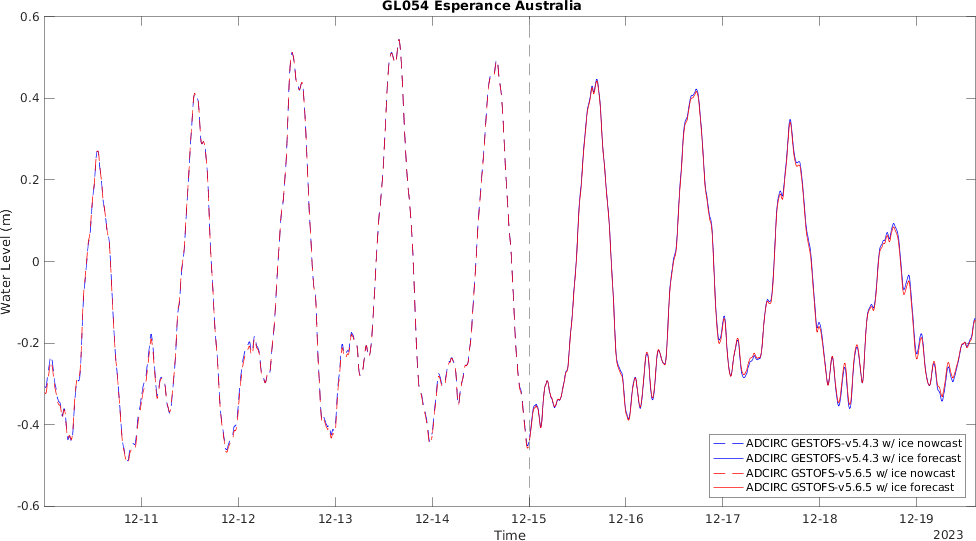 GL054 Esperance Australia
0.6
0.4
0.2
0
-0.2
-0.4
-0.6
Water Level (m)
ADCIRC GESTOFS-v5.4.3 w/ ice nowcast
ADCIRC GESTOFS-v5.4.3 w/ ice forecast
ADCIRC GSTOFS-v5.6.5 w/ ice nowcast
ADCIRC GSTOFS-v5.6.5 w/ ice forecast
12-11 12-12 12-13 12-14 12-15 12-16 12-17 12-18 12-19
Time
2023